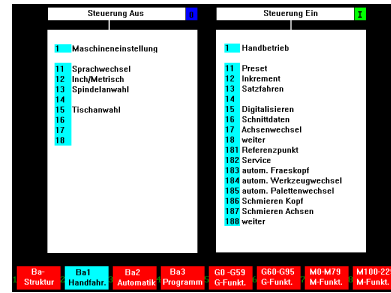 Steuerung Aus
1 Maschineneinstellung
11 Sprachwechsel
12 Inch/Metrisch
13 Spindelanwahl
14
15 Tischanwahl
16
17
18
Steuerung Ein I
1 Handbetrieb
11 Preset
12 Inkrement
13 Satzfahren
14
15 Digitalisieren
16 Schnittdaten
17 Achsenwechsel
18 weiter
181 Referenzpunkt
182 Service
183 autom. Fraeskopf
184 autom. Werkzeugwechsel
185 autom. Palettenwechsel
186 Schmieren Kopf
187 Schmieren Achsen
188 weiter
Ba- Ba1 Ba2 Ba3 G0-G59 G60-G95 M0-M79 M100-22
Struktur Handfahr. Automatik Programm G-Funkt. G-Funkt. M-Funkt. M-Funkt.